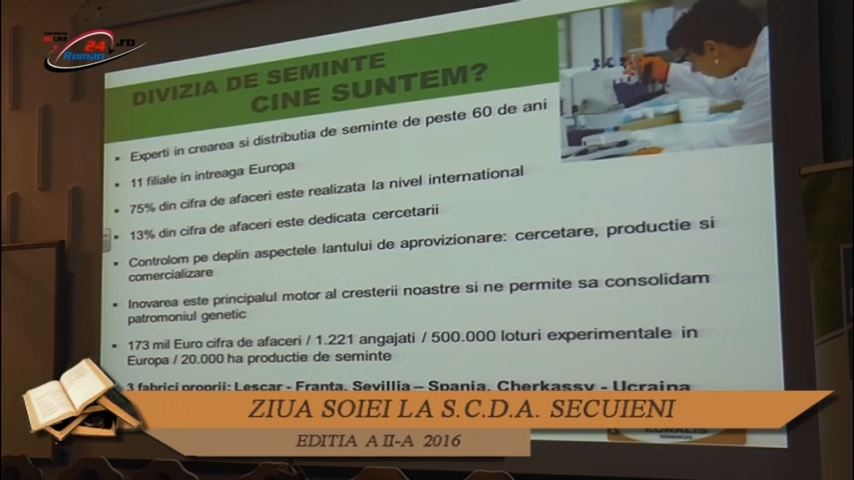 ONLINE
Roman 24 .ro
DIVIZIA DE SEMINTE
CINE SUNTEM?
• Experti in crearea si distributia de seminte de peste 60 de ani
• 11 filiale in intreaga Europa
• 75% din cifra de afaceri este realizata la nivel international
• 13% din cifra de afaceri este dedicata cercetarii
• Controlom pe deplin aspectele lantului de aprovizionare: cercetare, productie si
comercializare
• Inovarea este principalul motor al cresterii noastre si ne permite sa consolidam
patromoniul genetic
• 173 mil Euro cifra de afaceri / 1.221 angajati / 500.000 loturi experimentale in
Europa / 20.000 ha productie de seminte
3 fabrici proprii: Lescar - Franta, Sevillia – Spania, Cherkassy - Ucraina
ZIUA SOIEI LA S.C.D.A. SECUIENI
EDITIA A II-A 2016
EURALIS